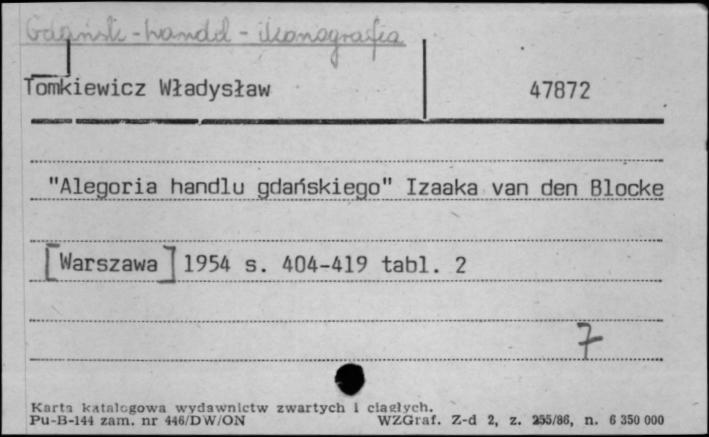 Gdańsk - handel - ikonografia
Tomkiewicz Władysław
47872
"Alegoria handlu gdańskiego" Izaaka van den Blocke
[Warszawa] 1954 s. 404-419 tabl. 2
7
Karta katalogowa wydawnictw zwartych i ciągłych.
Pu-B-144 zam. nr 446/DW/ON WZGraf. Z-d 2, z. 255/86, n. 6 350 000